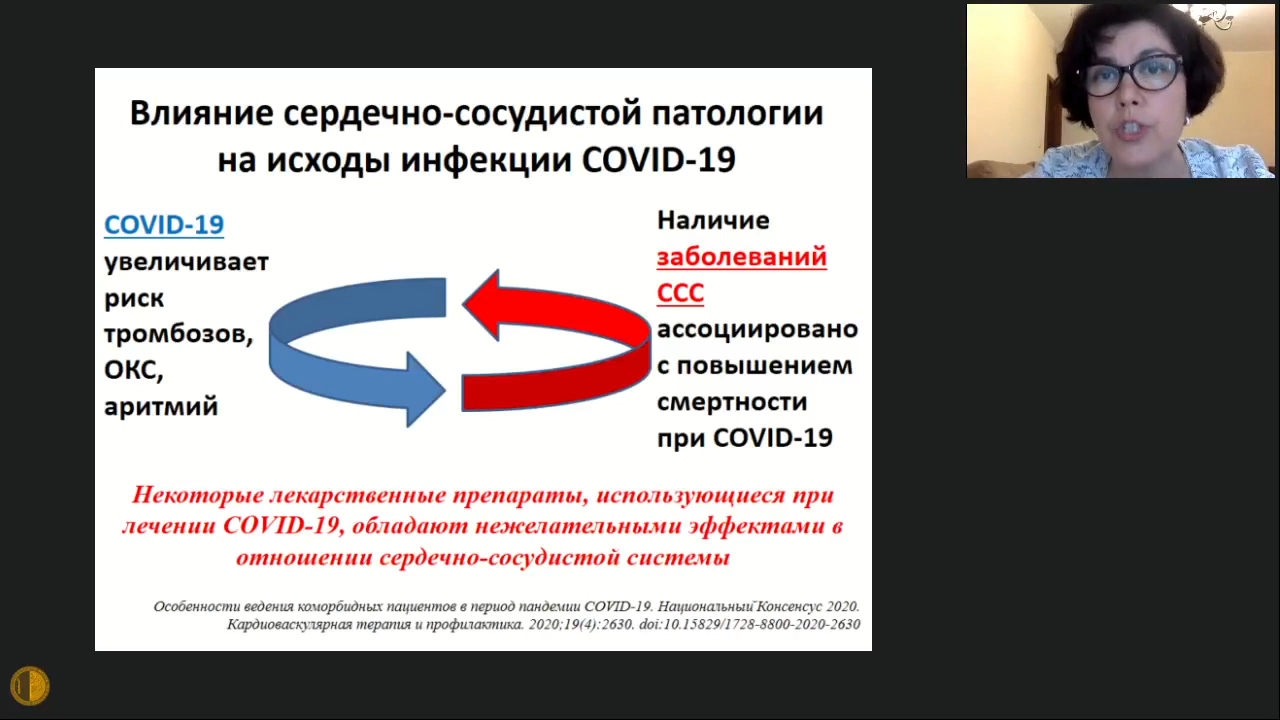 Влияние сердечно-сосудистой патологии
на исходы инфекции COVID-19
COVID-19
увеличивает
риск
тромбозов,
ОКС,
аритмий
Наличие
заболеваний
ССС
ассоциировано
с повышением
смертности
при COVID-19
Некоторые лекарственные препараты, использующиеся при
лечении COVID-19, обладают нежелательными эффектами в
отношении сердечно-сосудистой системы
Особенности ведения коморбидных пациентов в период пандемии COVID-19. Национальный Консенсус 2020.
Кардиоваскулярная терапия и профилактика. 2020;19(4):2630. doi:10.15829/1728-8800-2020-2630